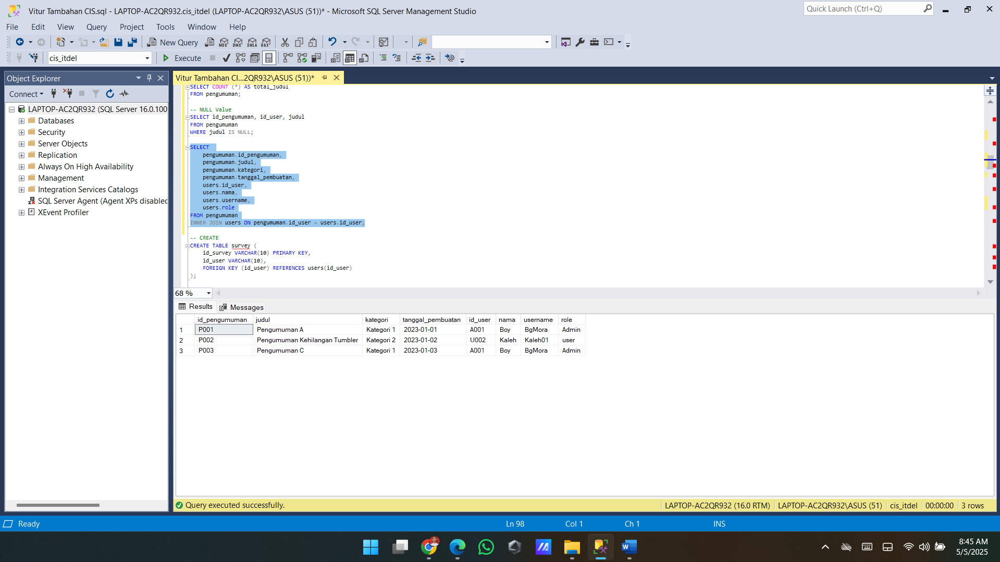 Vitur Tambahan CIS.sql - LAPTOP-AC2QR932.cis_itdel (LAPTOP-AC2QR932\ASUS (51))* - Microsoft SQL Server Management Studio
Quick Launch (Ctrl+Q)
File Edit View Query Project Tools Window Help
New Query
MDX DMX XMLA DAX
cis_itdel
Execute
Object Explorer
Vitur Tambahan CI...2QR932\ASUS (51))*
Connect
LAPTOP-AC2QR932 (SQL Server 16.0.100
Databases
Security
Server Objects
Replication
Always On High Availability
Management
Integration Services Catalogs
SQL Server Agent (Agent XPs disabled
XEvent Profiler
SELECT COUNT (*) AS total_judul
FROM pengumuman;
-- NULL Value
SELECT id_pengumuman, id_user, judul
FROM pengumuman
WHERE judul IS NULL;
SELECT
pengumuman.id_pengumuman,
pengumuman.judul,
pengumuman.kategori,
pengumuman.tanggal_pembuatan,
users.id_user,
users.nama,
users.username,
users.role
FROM pengumuman
INNER JOIN users ON pengumuman.id_user = users.id_user;
-- CREATE
CREATE TABLE survey (
id_survey VARCHAR(10) PRIMARY KEY,
id_user VARCHAR(10),
FOREIGN KEY (id_user) REFERENCES users(id_user)
);
68 %
Results Messages
id_pengumuman judul kategori tanggal_pembuatan id_user nama username role
1 P001 Pengumuman A Kategori 1 2023-01-01 A001 Boy BgMora Admin
2 P002 Pengumuman Kehilangan Tumbler Kategori 2 2023-01-02 U002 Kaleh Kaleh01 user
3 P003 Pengumuman C Kategori 1 2023-01-03 A001 Boy BgMora Admin
Query executed successfully.
LAPTOP-AC2QR932 (16.0 RTM) LAPTOP-AC2QR932\ASUS (51) cis_itdel 00:00:00 3 rows
Ready
Ln 98 Col 1 Ch 1 INS
8:45 AM
5/5/2025